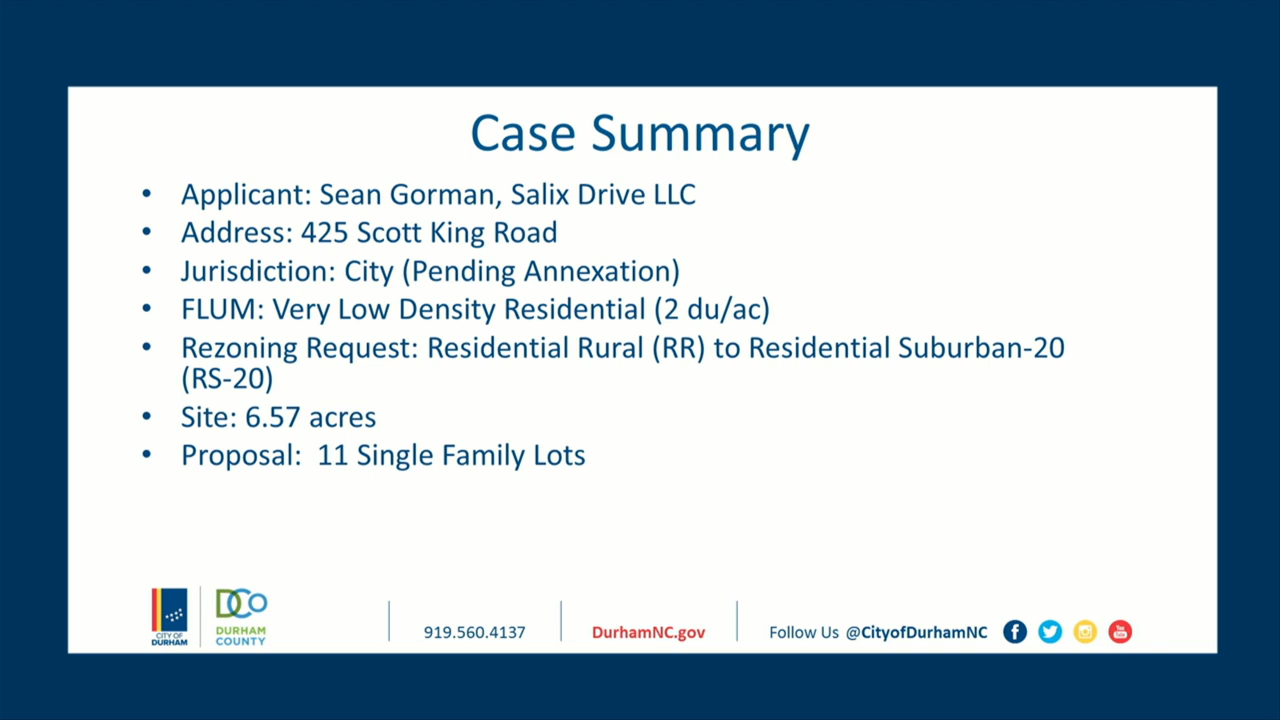 Case Summary
• Applicant: Sean Gorman, Salix Drive LLC
• Address: 425 Scott King Road
• Jurisdiction: City (Pending Annexation)
• FLUM: Very Low Density Residential (2 du/ac)
• Rezoning Request: Residential Rural (RR) to Residential Suburban-20
(RS-20)
• Site: 6.57 acres
• Proposal:  11 Single Family Lots
CITY OF
DURHAM
DCo
DURHAM
COUNTY
919.560.4137
DurhamNC.gov
Follow Us @CityofDurhamNC
f
You
Tube